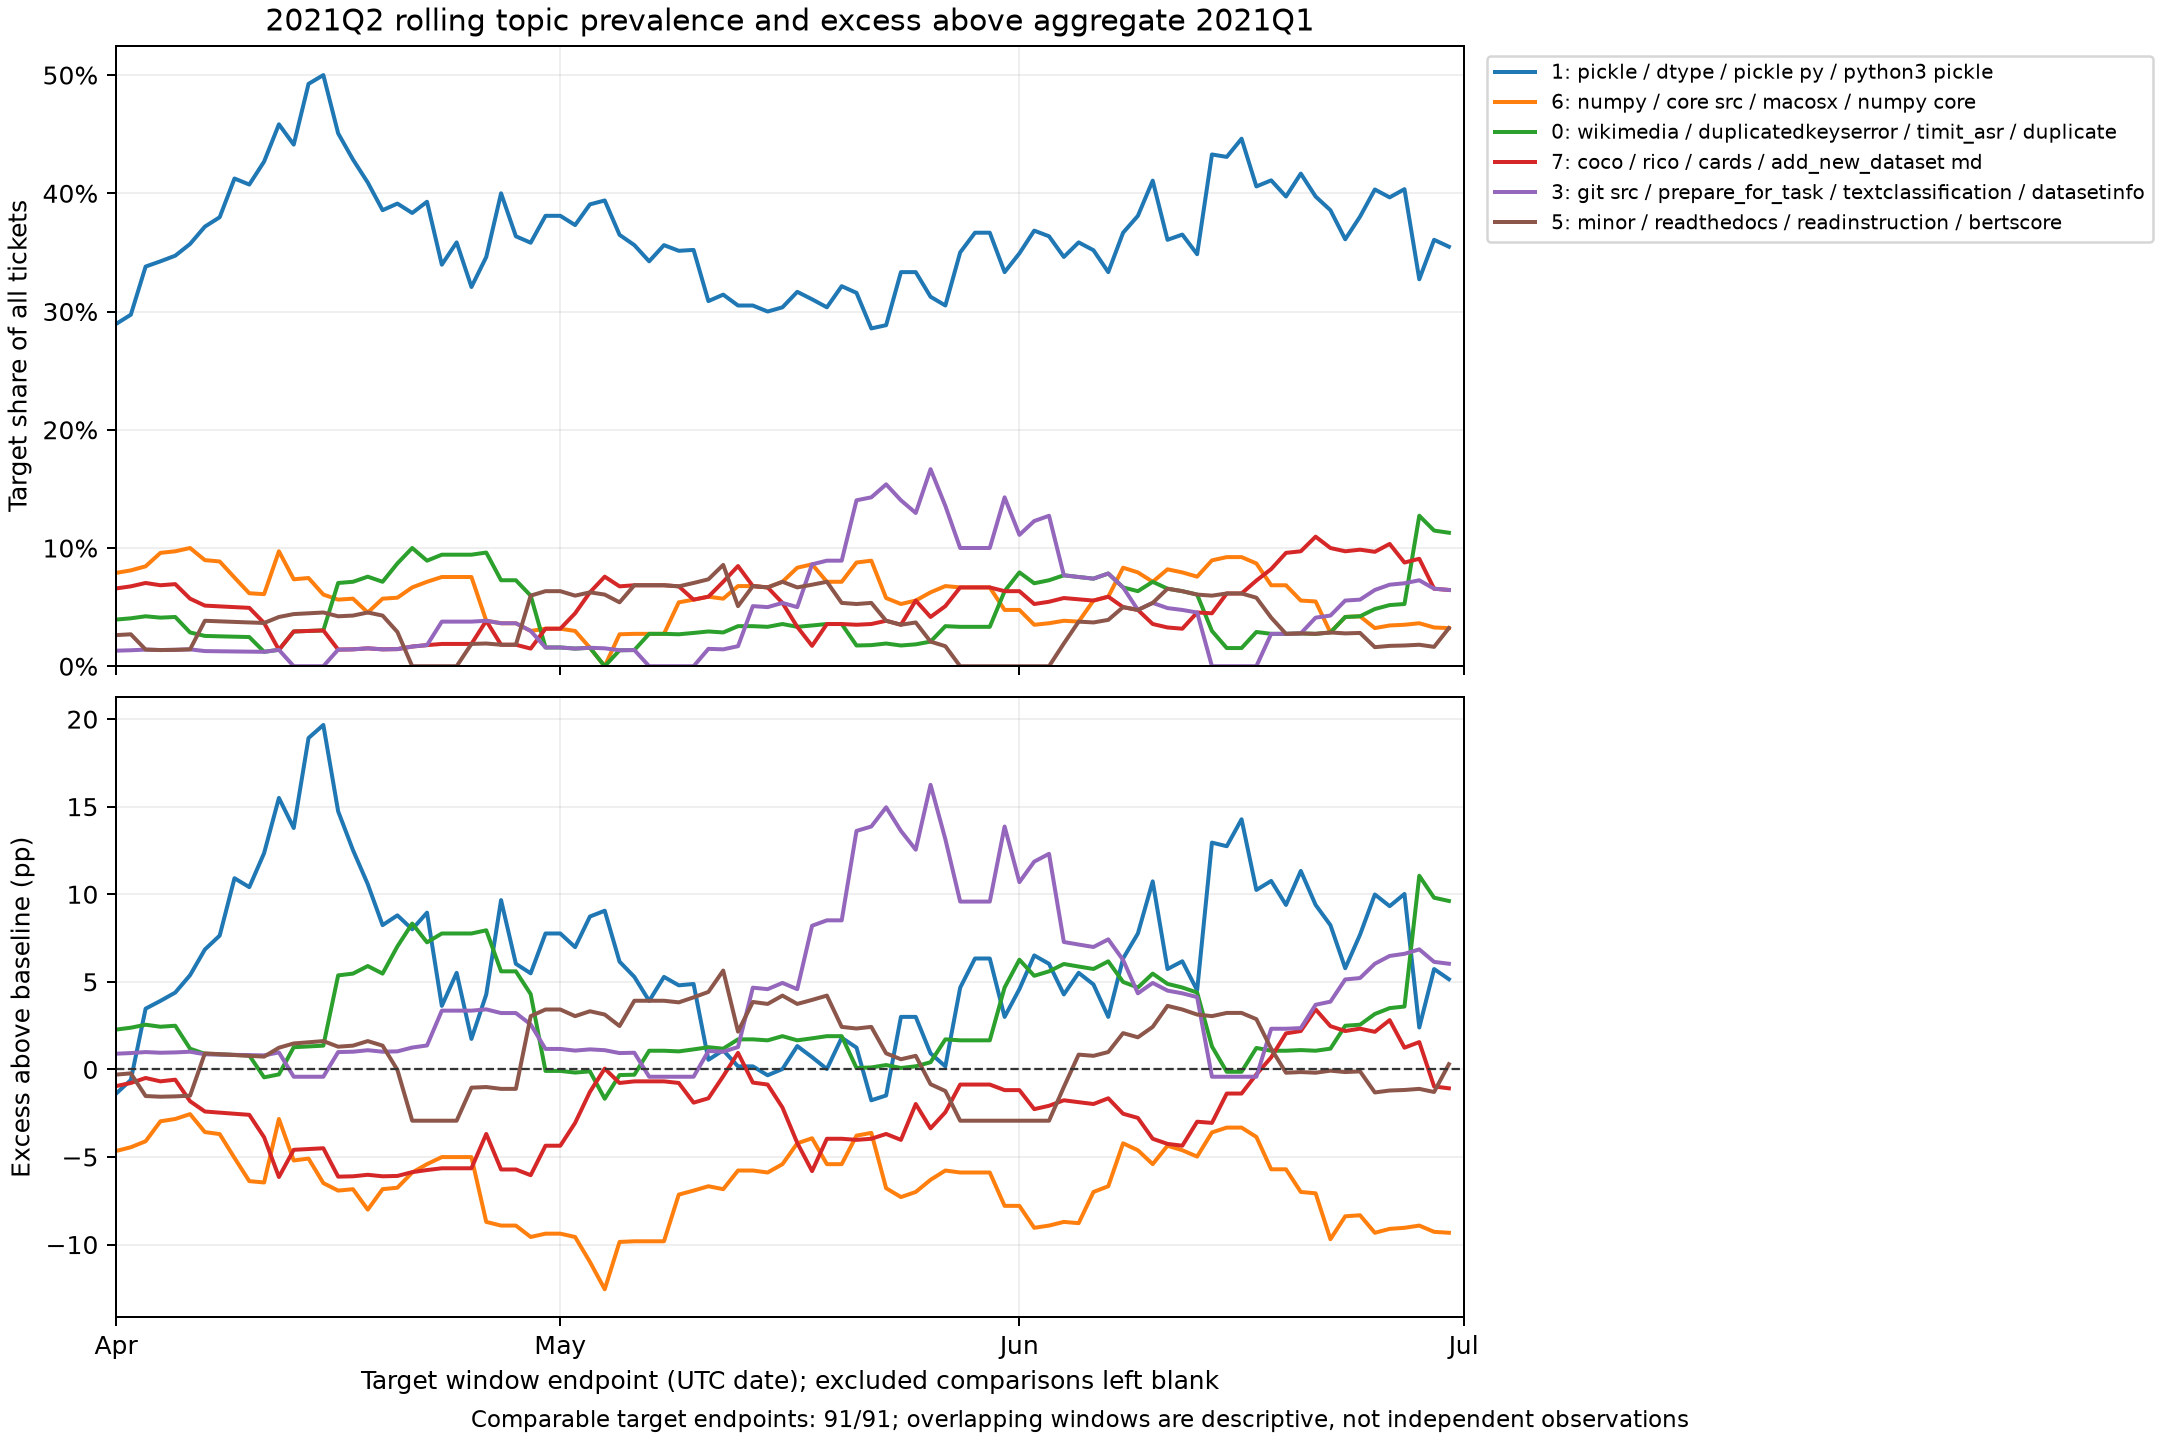 2021Q2 rolling topic prevalence and excess above aggregate 2021Q1
Target share of all tickets
50%
40%
30%
20%
10%
0%
1: pickle / dtype / pickle py / python3 pickle
6: numpy / core src / macosx / numpy core
0: wikimedia / duplicatedkeyserror / timit_asr / duplicate
7: coco / rico / cards / add_new_dataset md
3: git src / prepare_for_task / textclassification / datasetinfo
5: minor / readthedocs / readinstruction / bertscore
Excess above baseline (pp)
20
15
10
5
0
−5
−10
Apr
May
Jun
Jul
Target window endpoint (UTC date); excluded comparisons left blank
Comparable target endpoints: 91/91; overlapping windows are descriptive, not independent observations